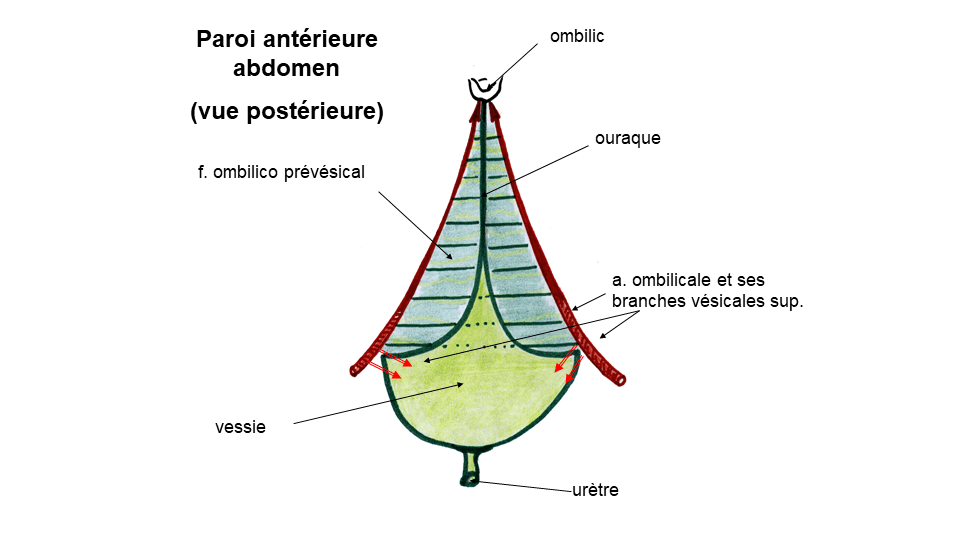 Paroi antérieure
abdomen
(vue postérieure)
ombilic
ouraque
f. ombilico prévésical
a. ombilicale et ses
branches vésicales sup.
vessie
urètre